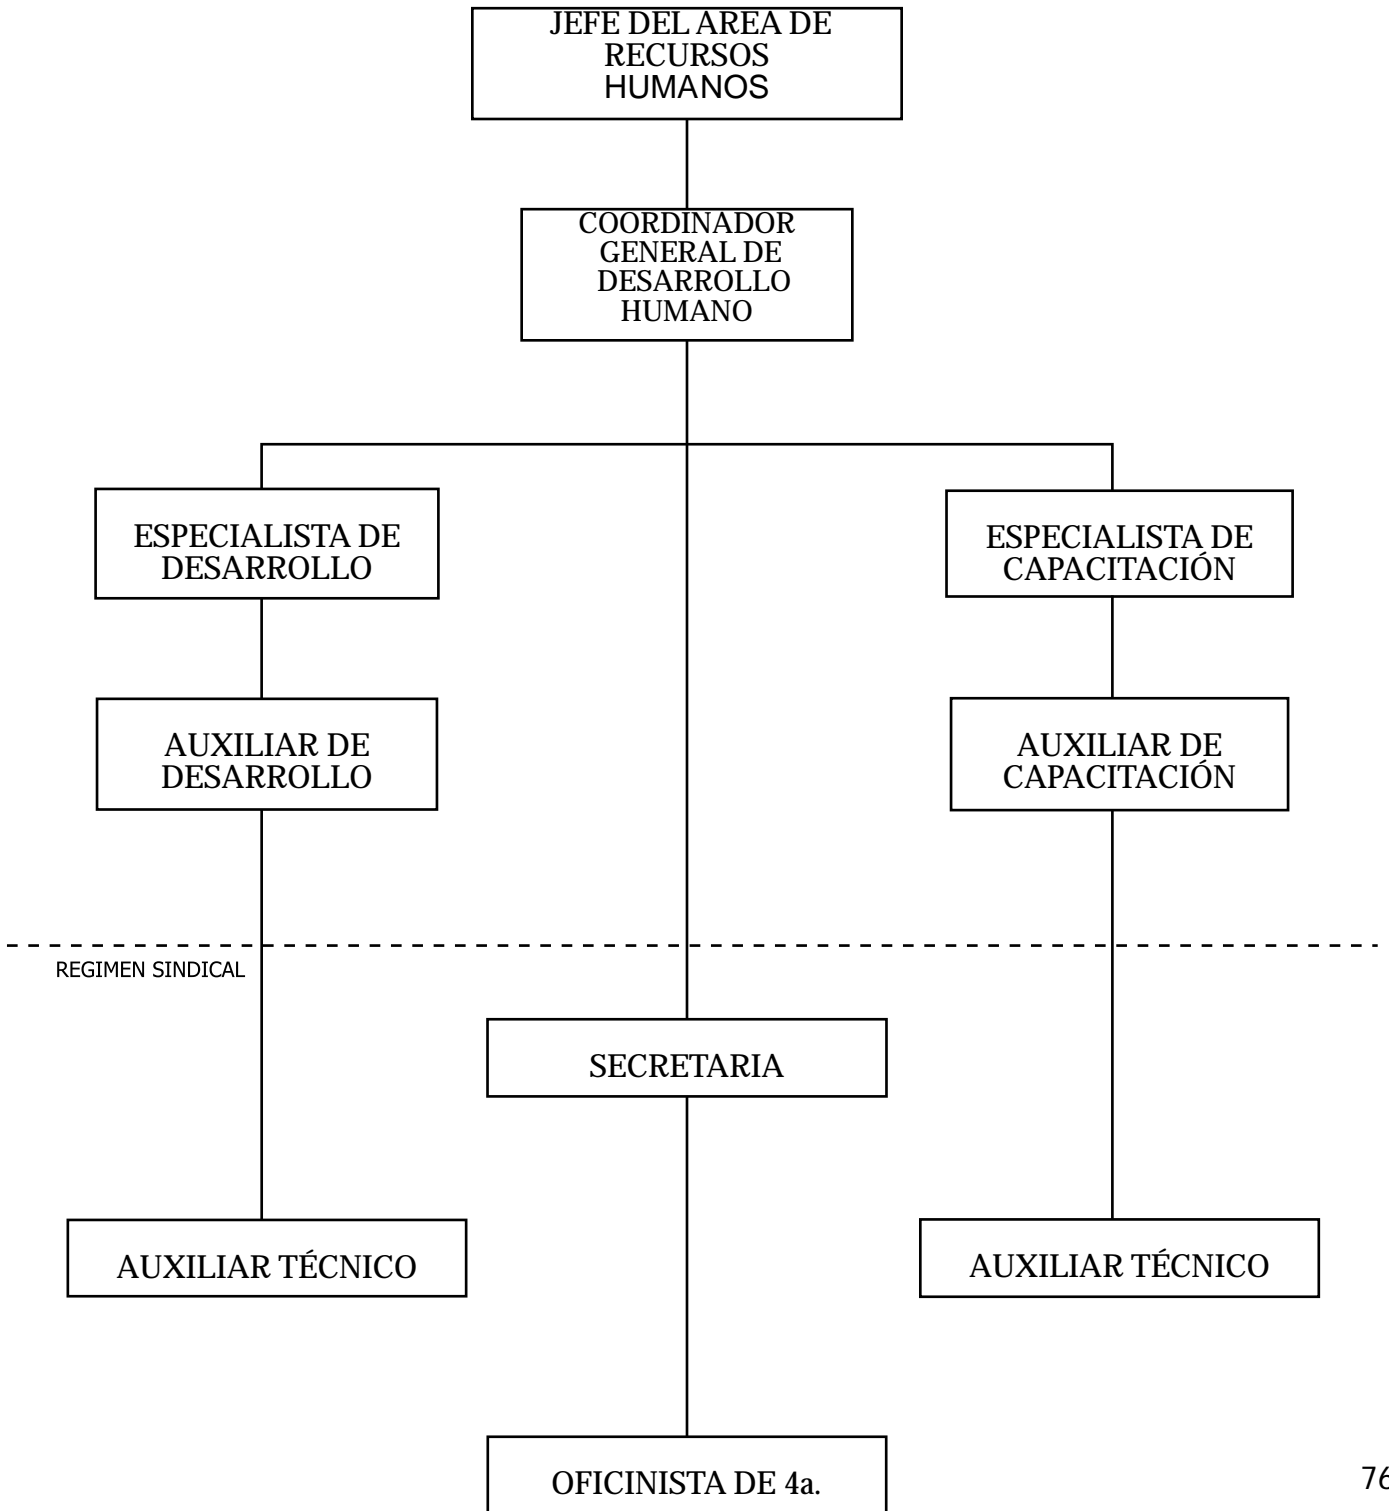 JEFE DEL AREA DE
RECURSOS
HUMANOS
COORDINADOR
GENERAL DE
DESARROLLO
HUMANO
ESPECIALISTA DE
DESARROLLO
ESPECIALISTA DE
CAPACITACIÓN
AUXILIAR DE
DESARROLLO
AUXILIAR DE
CAPACITACIÓN
REGIMEN SINDICAL
SECRETARIA
AUXILIAR TÉCNICO
AUXILIAR TÉCNICO
OFICINISTA DE 4a.
76